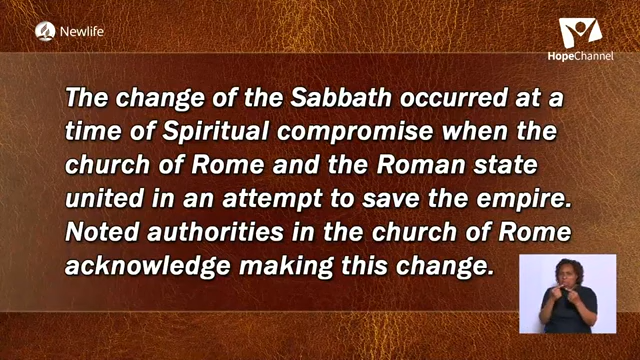 Newlife
HopeChannel
The change of the Sabbath occurred at a
time of Spiritual compromise when the
church of Rome and the Roman state
united in an attempt to save the empire.
Noted authorities in the church of Rome
acknowledge making this change.